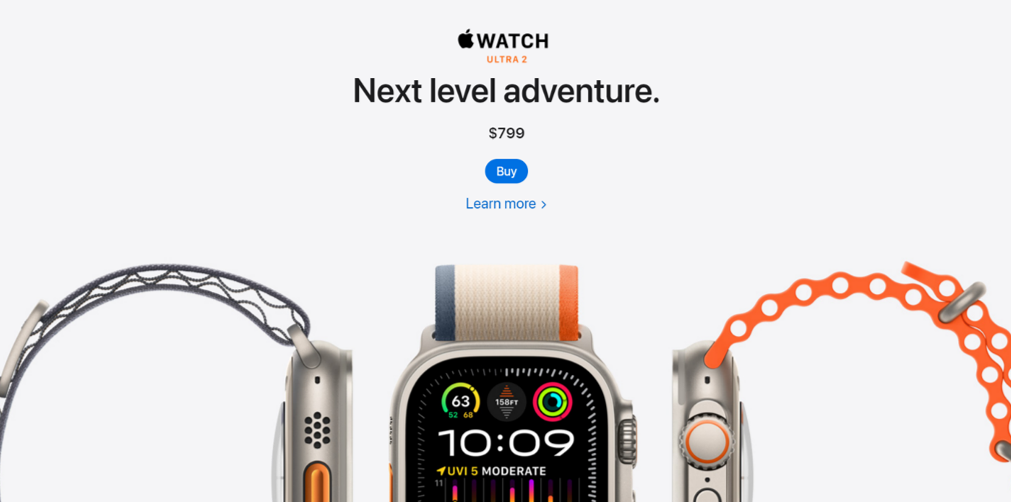 WATCH
ULTRA 2
Next level adventure.
$799
Buy
Learn more >
63
52 68
158FT
10:09
UVI 5 MODERATE
11